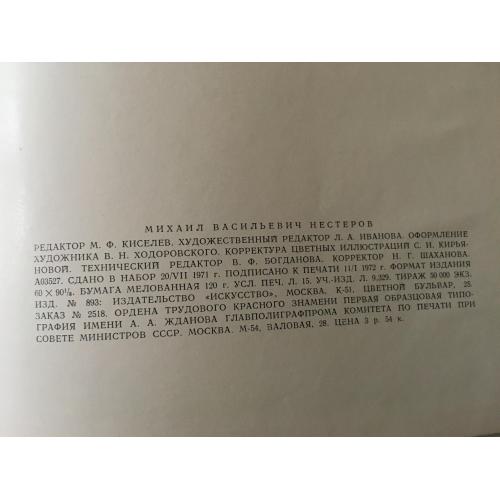 МИХАИЛ ВАСИЛЬЕВИЧ НЕСТЕРОВ
РЕДАКТОР М. Ф. КИСЕЛЕВ. ХУДОЖЕСТВЕННЫЙ РЕДАКТОР Л. А. ИВАНОВА. ОФОРМЛЕНИЕ
ХУДОЖНИКА В. Н. ХОДОРОВСКОГО. КОРРЕКТУРА ЦВЕТНЫХ ИЛЛЮСТРАЦИЙ С. И. КИРЬЯ-
НОВОЙ. ТЕХНИЧЕСКИЙ РЕДАКТОР В. Ф. БОГДАНОВА. КОРРЕКТОР Н. Г. ШАХАНОВА.
А03527. СДАНО В НАБОР 20/VII 1971 г. ПОДПИСАНО К ПЕЧАТИ 11/I 1972 г. ФОРМАТ ИЗДАНИЯ
60 × 90⅛. БУМАГА МЕЛОВАННАЯ 120 г. УСЛ. ПЕЧ. Л. 15. УЧ.-ИЗД. Л. 9,329. ТИРАЖ 50 000 ЭКЗ.
ИЗД. № 893: ИЗДАТЕЛЬСТВО «ИСКУССТВО», МОСКВА. К-51. ЦВЕТНОЙ БУЛЬВАР, 25.
ЗАКАЗ № 2518. ОРДЕНА ТРУДОВОГО КРАСНОГО ЗНАМЕНИ ПЕРВАЯ ОБРАЗЦОВАЯ ТИПО-
ГРАФИЯ ИМЕНИ А. А. ЖДАНОВА ГЛАВПОЛИГРАФПРОМА КОМИТЕТА ПО ПЕЧАТИ ПРИ
СОВЕТЕ МИНИСТРОВ СССР. МОСКВА. М-54, ВАЛОВАЯ, 28. ЦЕНА 3 р. 54 к.